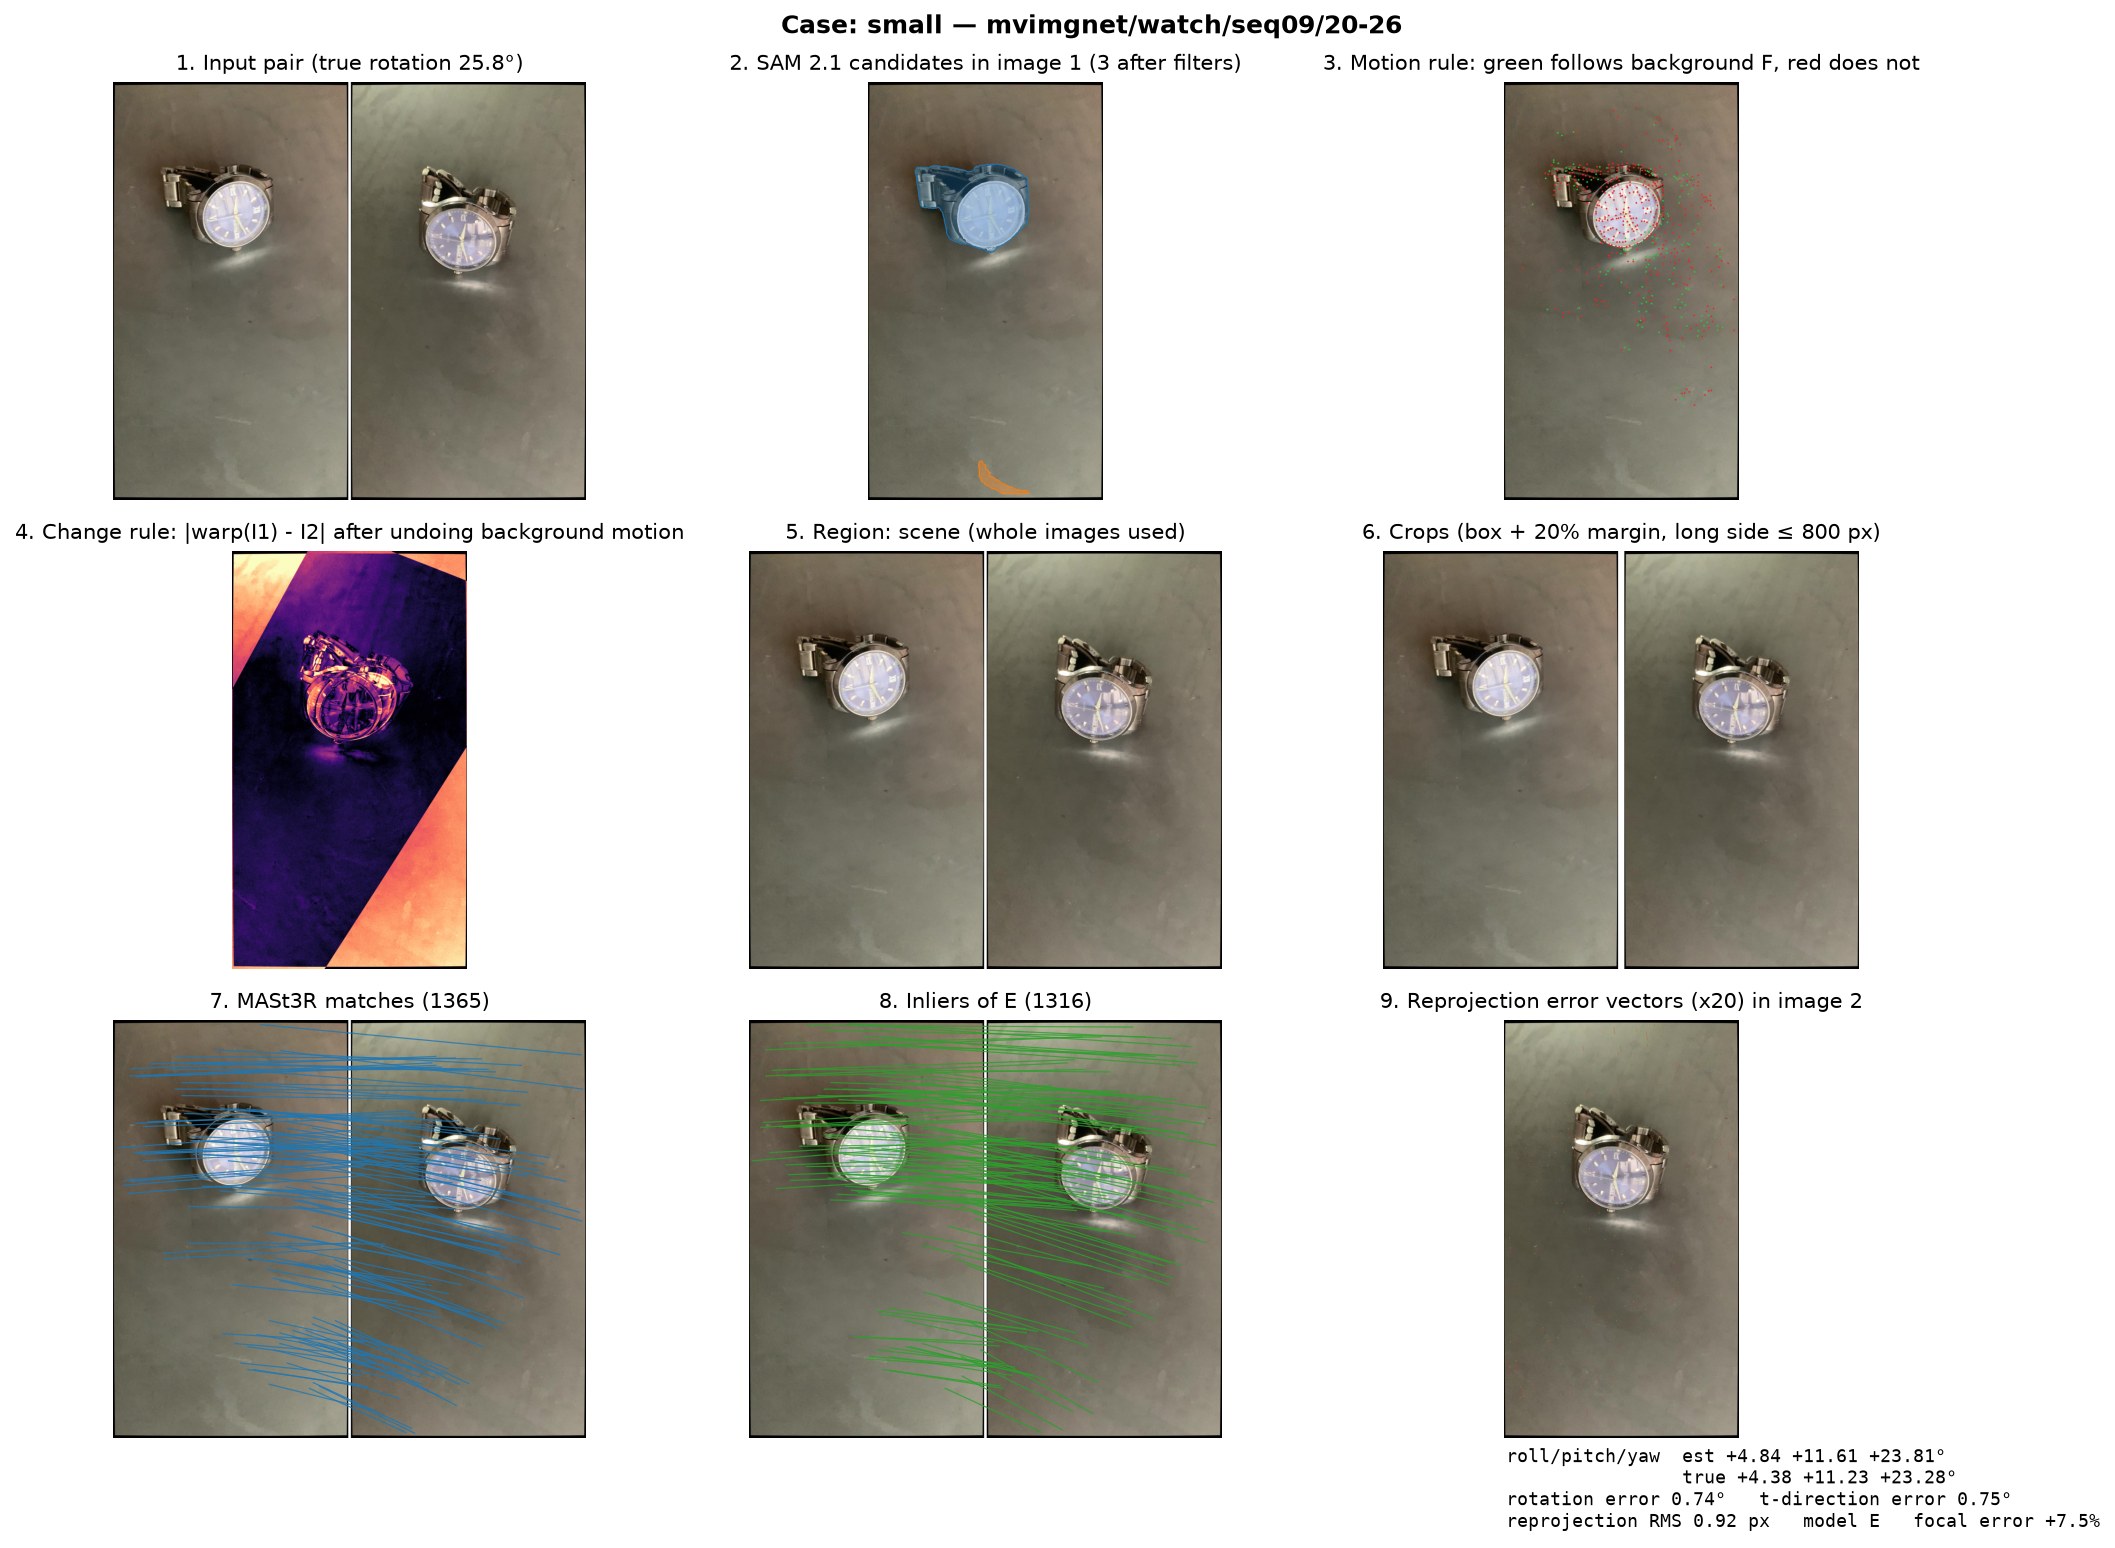 Case: small — mvimgnet/watch/seq09/20-26
1. Input pair (true rotation 25.8°)
2. SAM 2.1 candidates in image 1 (3 after filters)
3. Motion rule: green follows background F, red does not
4. Change rule: |warp(I1) - I2| after undoing background motion
5. Region: scene (whole images used)
6. Crops (box + 20% margin, long side ≤ 800 px)
7. MASt3R matches (1365)
8. Inliers of E (1316)
9. Reprojection error vectors (x20) in image 2
roll/pitch/yaw  est +4.84 +11.61 +23.81°
true +4.38 +11.23 +23.28°
rotation error 0.74°   t-direction error 0.75°
reprojection RMS 0.92 px   model E   focal error +7.5%